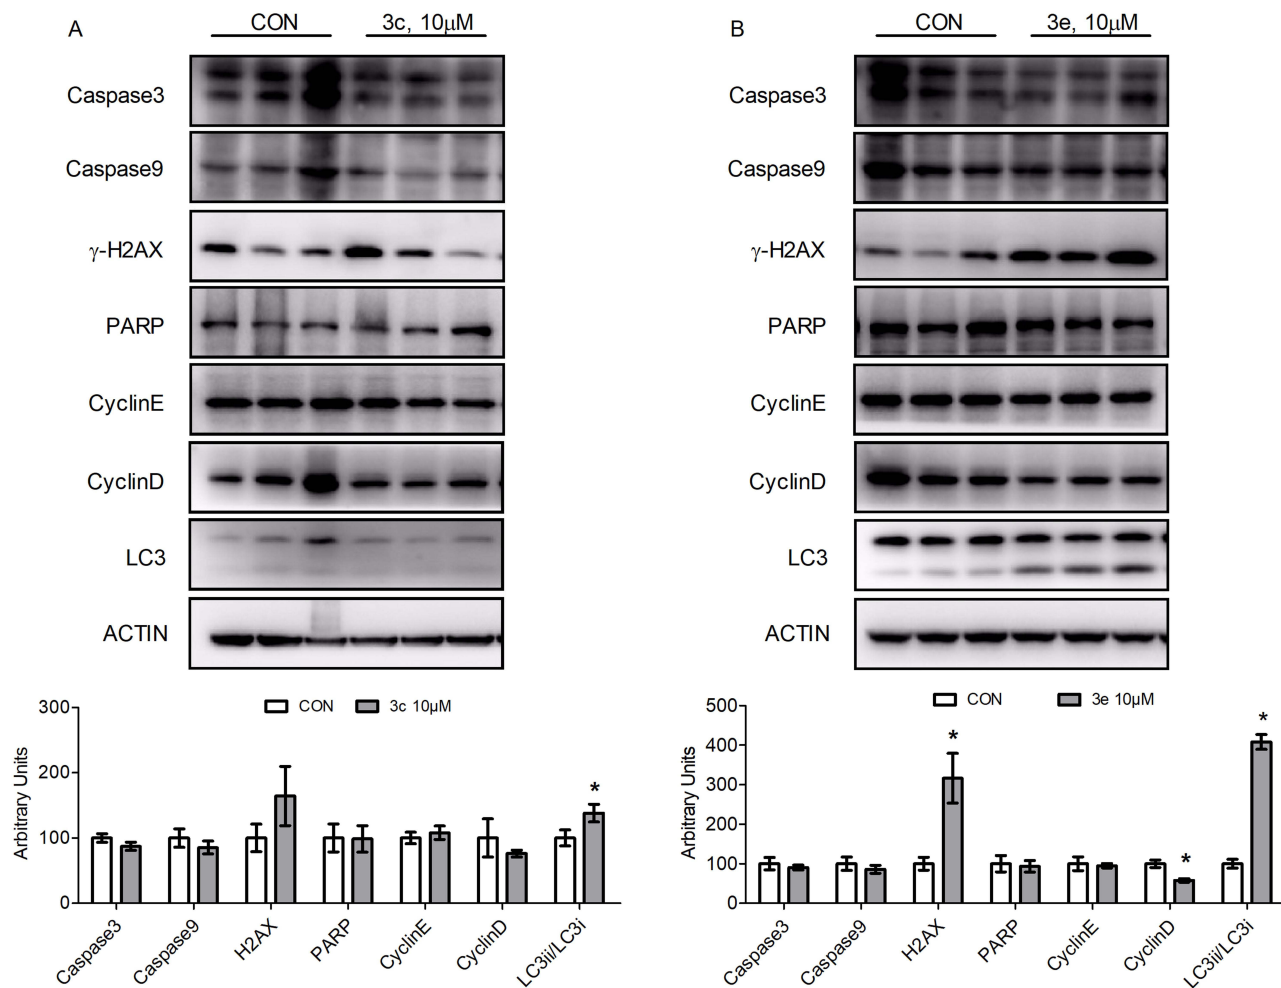 A
CON
3c, 10μM
Caspase3
Caspase9
γ-H2AX
PARP
CyclinE
CyclinD
LC3
ACTIN
CON
3c 10μM
Arbitrary Units
300
200
100
0
Caspase3
Caspase9
H2AX
PARP
CyclinE
CyclinD
LC3ii/LC3i
*
B
CON
3e, 10μM
Caspase3
Caspase9
γ-H2AX
PARP
CyclinE
CyclinD
LC3
ACTIN
CON
3e 10μM
Arbitrary Units
500
400
300
200
100
0
*
*
*
Caspase3
Caspase9
H2AX
PARP
CyclinE
CyclinD
LC3ii/LC3i